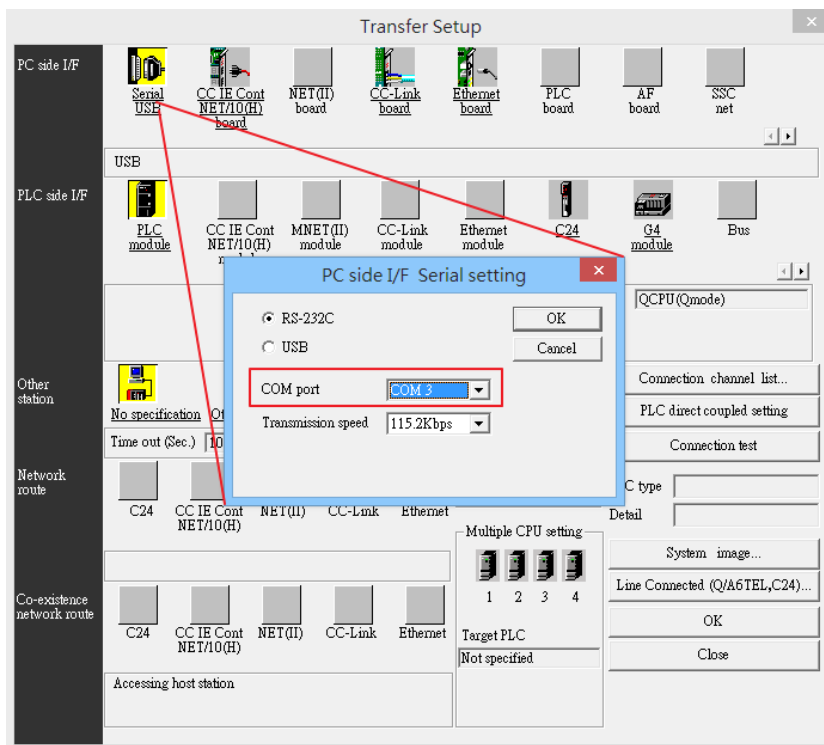 Transfer Setup
PC side I/F
Serial
USB
CC IE Cont
NET/10(H)
board
NET(II)
board
CC-Link
board
Ethernet
board
PLC
board
AF
board
SSC
net
USB
PLC side I/F
PLC
module
CC IE Cont
NET/10(H)
MNET(II)
module
CC-Link
module
Ethernet
module
C24
G4
module
Bus
QCPU(Qmode)
PC side I/F Serial setting
RS-232C
USB
OK
Cancel
COM port
COM 3
Transmission speed
115.2Kbps
Other
station
No specification
Time out (Sec.)
10
Connection channel list...
PLC direct coupled setting
Connection test
Network
route
C24
CC IE Cont
NET/10(H)
NET(II)
CC-Link
Ethernet
C type
Detail
Multiple CPU setting
1 2 3 4
Target PLC
Not specified
System image...
Line Connected (Q/A6TEL,C24)...
OK
Close
Co-existence
network route
C24
CC IE Cont
NET/10(H)
NET(II)
CC-Link
Ethernet
Accessing host station